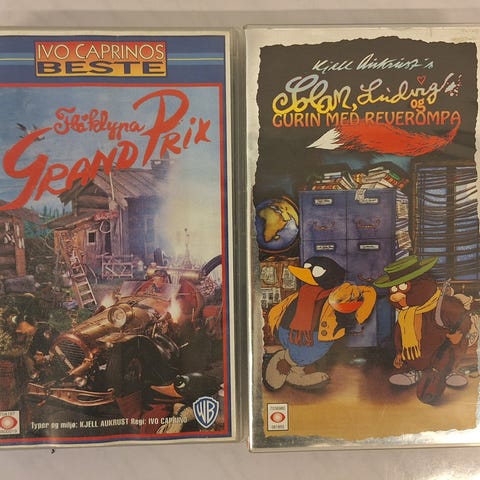 IVO CAPRINOS
BESTE
Flåklypa
GRAND PRIX
Typer og miljø: KJELL AUKRUST Regi: IVO CAPRINO
WB
Kjell Aukrust's
Solan, Ludvig
og
GURIN MED REVEROMPA